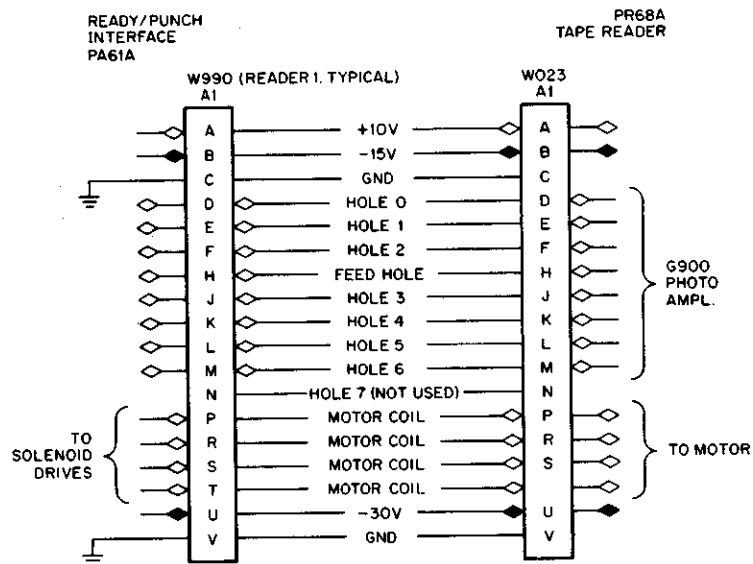 READY/PUNCH
INTERFACE
PA61A
PR68A
TAPE READER
W990 (READER 1, TYPICAL)
A1
W023
A1
A +10V A
B -15V B
C GND C
D HOLE 0 D
E HOLE 1 E
F HOLE 2 F
H FEED HOLE H
J HOLE 3 J
K HOLE 4 K
L HOLE 5 L
M HOLE 6 M
N HOLE 7 (NOT USED) N
P MOTOR COIL P
R MOTOR COIL R
S MOTOR COIL S
T MOTOR COIL
U -30V U
V GND V
G900
PHOTO
AMPL.
TO
SOLENOID
DRIVES
TO MOTOR